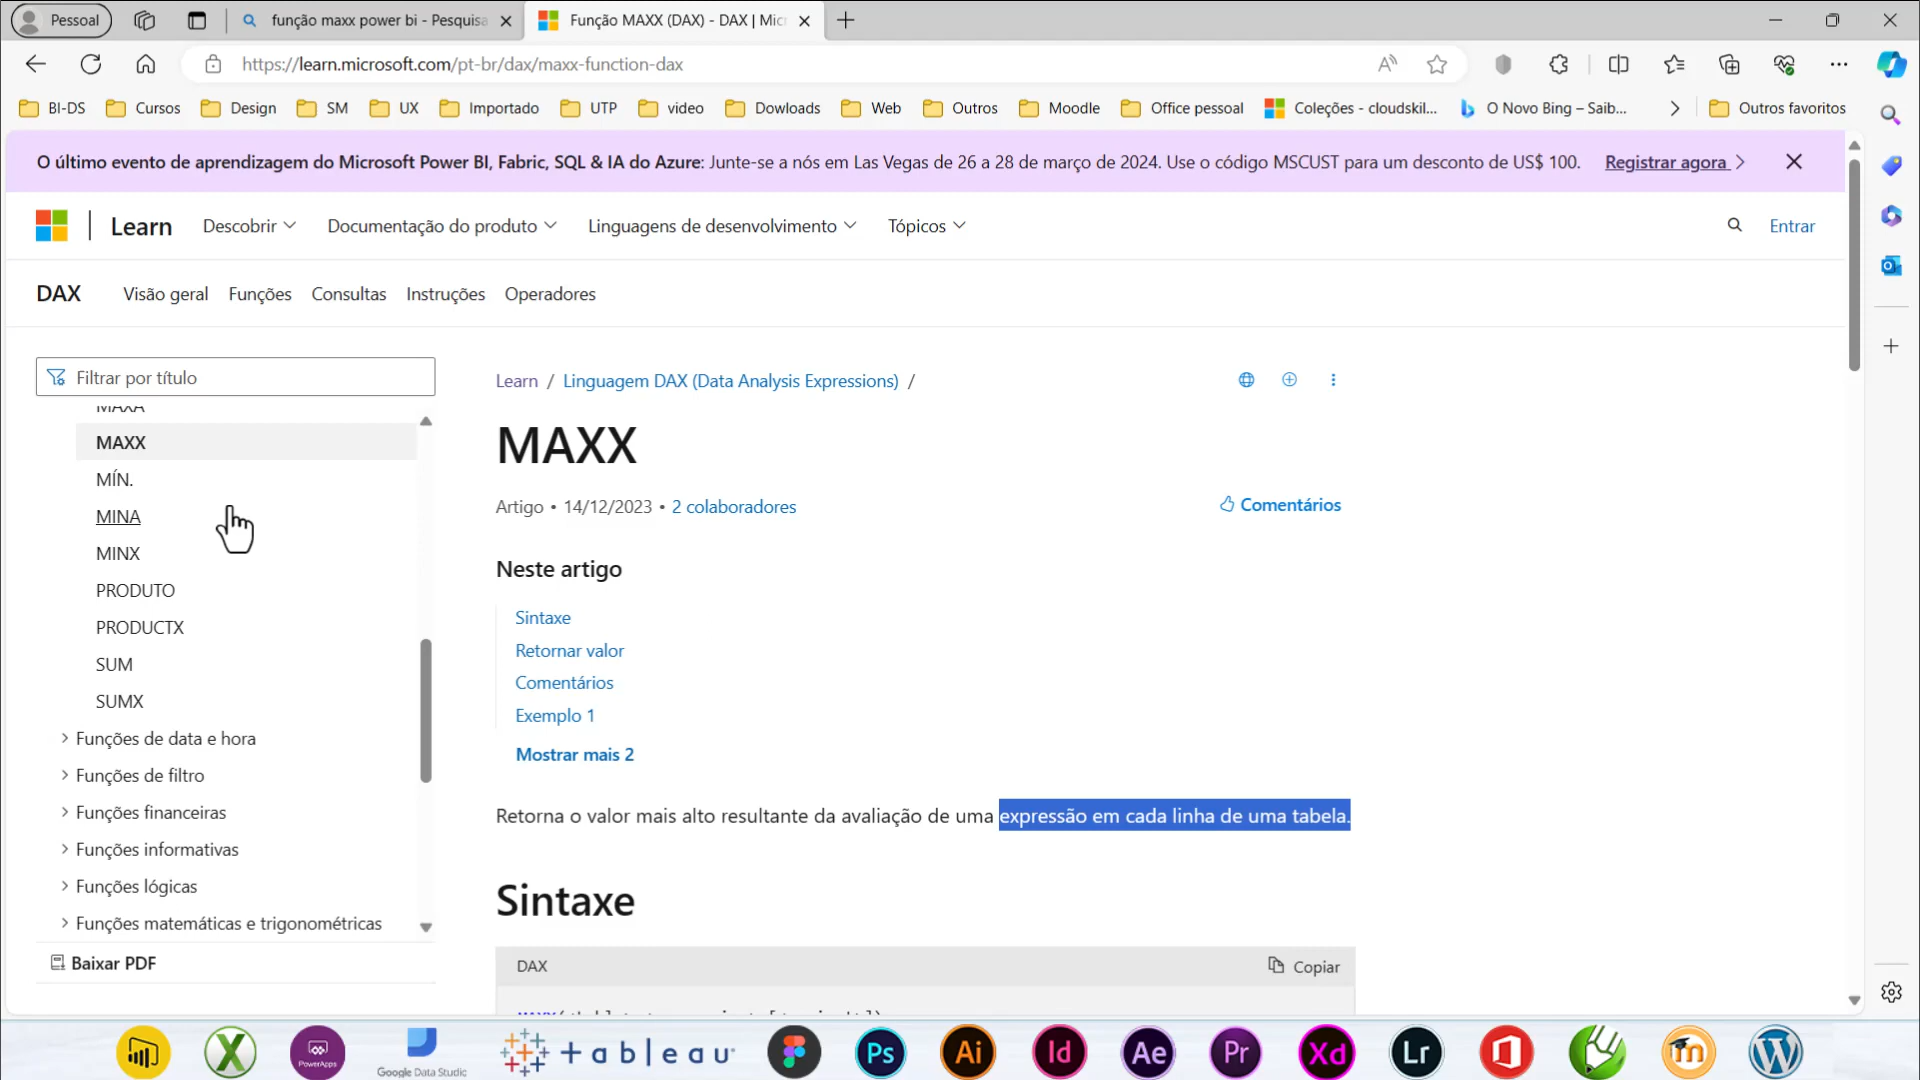 Pessoal
função maxx power bi - Pesquisa
Função MAXX (DAX) - DAX | Mic
https://learn.microsoft.com/pt-br/dax/maxx-function-dax
BI-DS
Cursos
Design
SM
UX
Importado
UTP
video
Dowloads
Web
Outros
Moodle
Office pessoal
Coleções - cloudskil...
O Novo Bing – Saib...
Outros favoritos
O último evento de aprendizagem do Microsoft Power BI, Fabric, SQL & IA do Azure: Junte-se a nós em Las Vegas de 26 a 28 de março de 2024. Use o código MSCUST para um desconto de US$ 100.
Registrar agora
Learn
Descobrir
Documentação do produto
Linguagens de desenvolvimento
Tópicos
Entrar
DAX
Visão geral
Funções
Consultas
Instruções
Operadores
Filtrar por título
MAXA
MAXX
MÍN.
MINA
MINX
PRODUTO
PRODUCTX
SUM
SUMX
Funções de data e hora
Funções de filtro
Funções financeiras
Funções informativas
Funções lógicas
Funções matemáticas e trigonométricas
Baixar PDF
Learn / Linguagem DAX (Data Analysis Expressions) /
MAXX
Artigo • 14/12/2023 • 2 colaboradores
Comentários
Neste artigo
Sintaxe
Retornar valor
Comentários
Exemplo 1
Mostrar mais 2
Retorna o valor mais alto resultante da avaliação de uma expressão em cada linha de uma tabela.
Sintaxe
DAX
Copiar
PowerApps
Google Data Studio
+ a b l e a u
Ps
Ai
Id
Ae
Pr
Xd
Lr